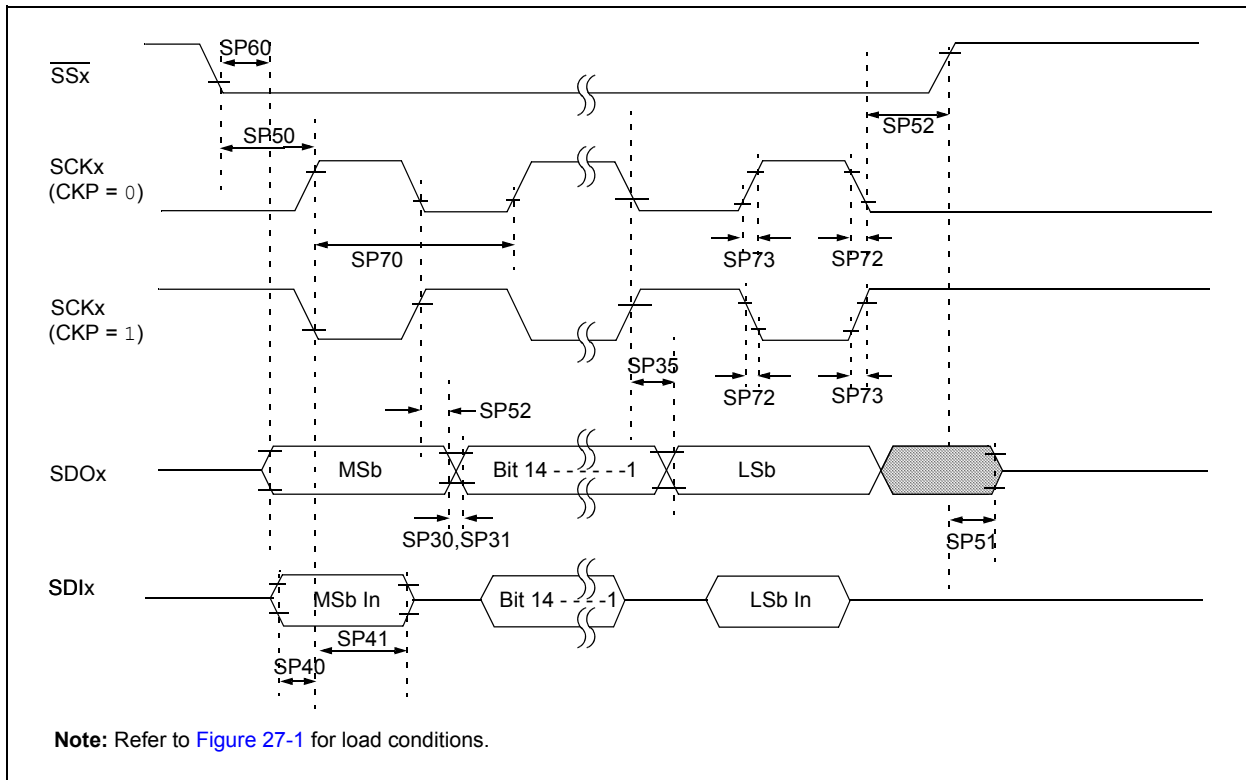 SP60
SSx
SP50
SP52
SCKx
(CKP = 0)
SP70
SP73
SP72
SCKx
(CKP = 1)
SP35
SP72
SP73
SP52
SDOx
MSb
Bit 14 - - - - - - -1
LSb
SP30,SP31
SP51
SDIx
MSb In
Bit 14 - - - - -1
LSb In
SP41
SP40
Note: Refer to Figure 27-1 for load conditions.